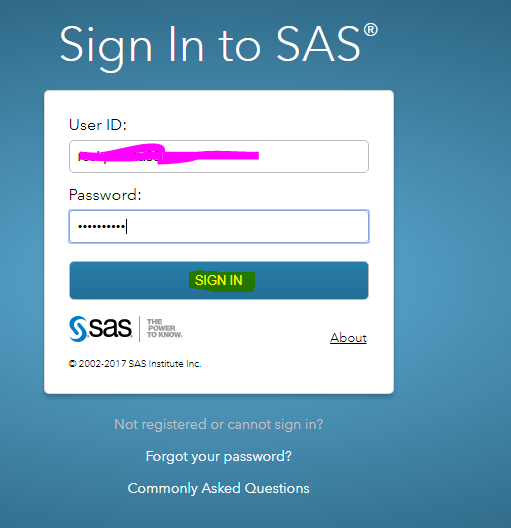 Sign In to SAS®
User ID:
Password:
••••••••••
SIGN IN
sas THE POWER TO KNOW.
About
© 2002-2017 SAS Institute Inc.
Not registered or cannot sign in?
Forgot your password?
Commonly Asked Questions